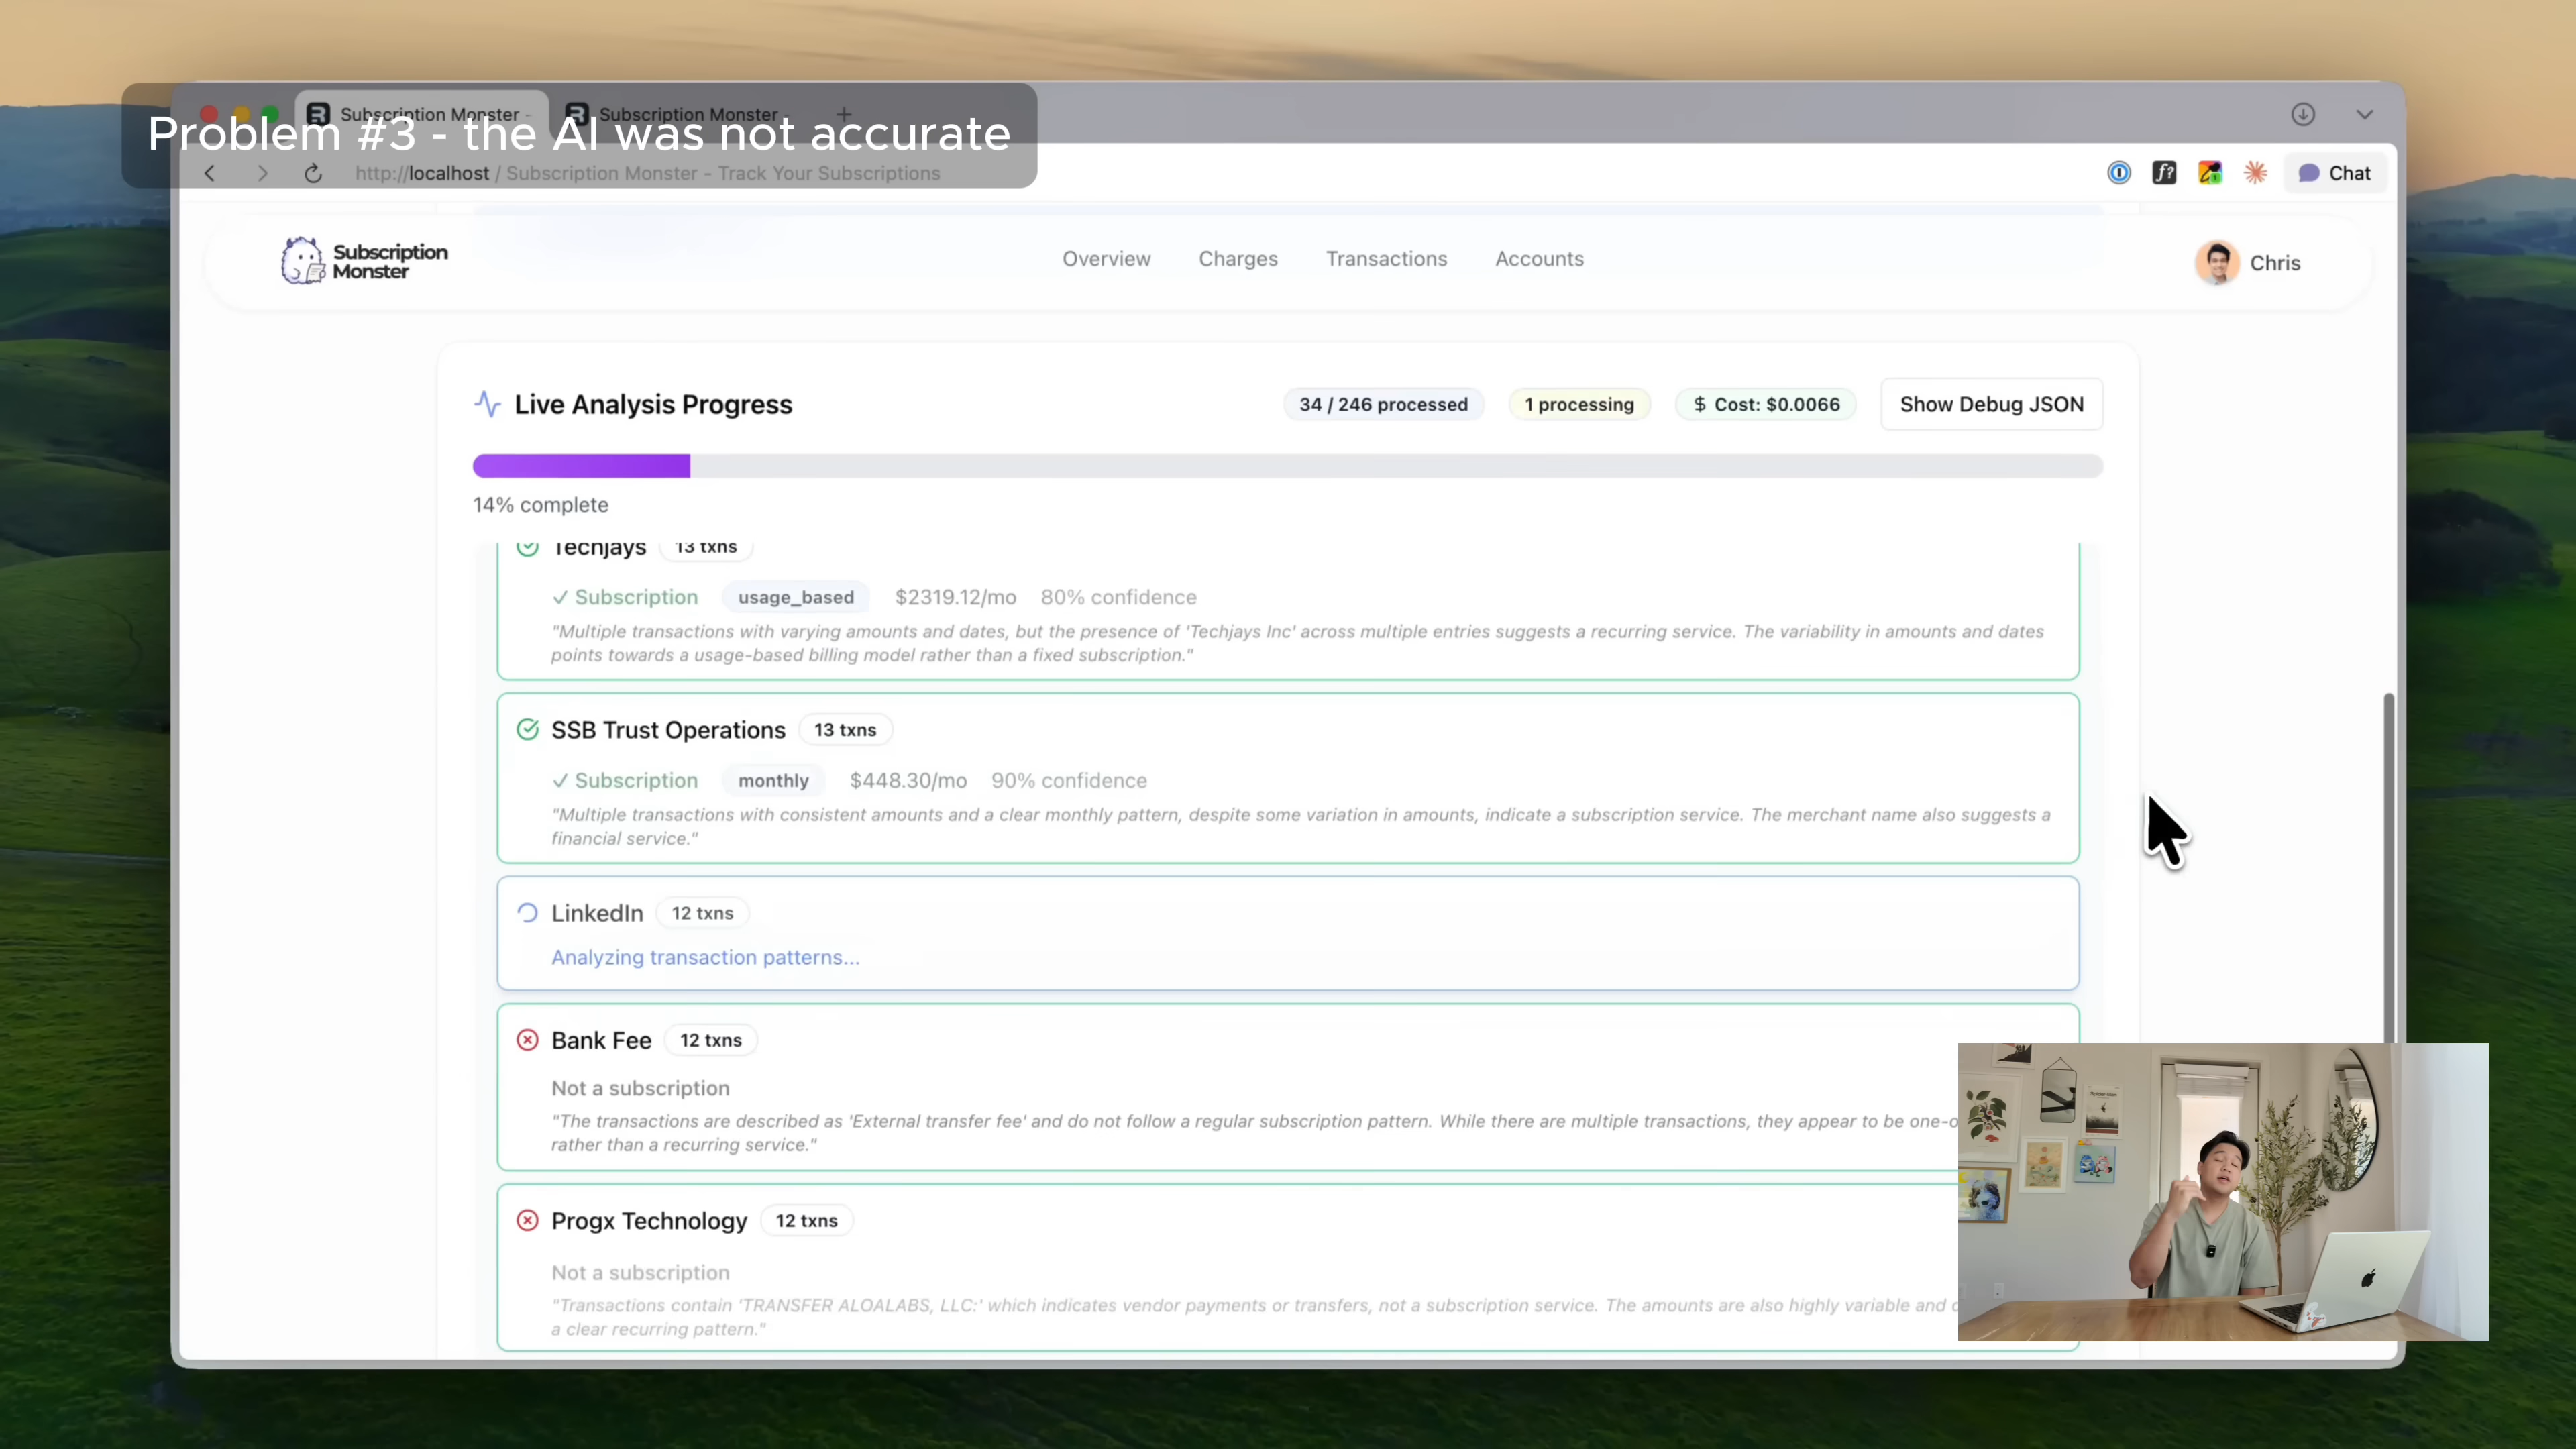 Subscription Monster -
Subscription Monster
Problem #3 - the AI was not accurate
http://localhost / Subscription Monster - Track Your Subscriptions
Chat
Subscription
Monster
Overview
Charges
Transactions
Accounts
Chris
Live Analysis Progress
34 / 246 processed
1 processing
$ Cost: $0.0066
Show Debug JSON
14% complete
Techjays 13 txns
✓ Subscription usage_based $2319.12/mo 80% confidence
"Multiple transactions with varying amounts and dates, but the presence of 'Techjays Inc' across multiple entries suggests a recurring service. The variability in amounts and dates
points towards a usage-based billing model rather than a fixed subscription."
SSB Trust Operations 13 txns
✓ Subscription monthly $448.30/mo 90% confidence
"Multiple transactions with consistent amounts and a clear monthly pattern, despite some variation in amounts, indicate a subscription service. The merchant name also suggests a
financial service."
LinkedIn 12 txns
Analyzing transaction patterns...
Bank Fee 12 txns
Not a subscription
"The transactions are described as 'External transfer fee' and do not follow a regular subscription pattern. While there are multiple transactions, they appear to be
rather than a recurring service."
Progx Technology 12 txns
Not a subscription
"Transactions contain 'TRANSFER ALOALABS, LLC:' which indicates vendor payments or transfers, not a subscription service. The amounts are also highly variable and
a clear recurring pattern."